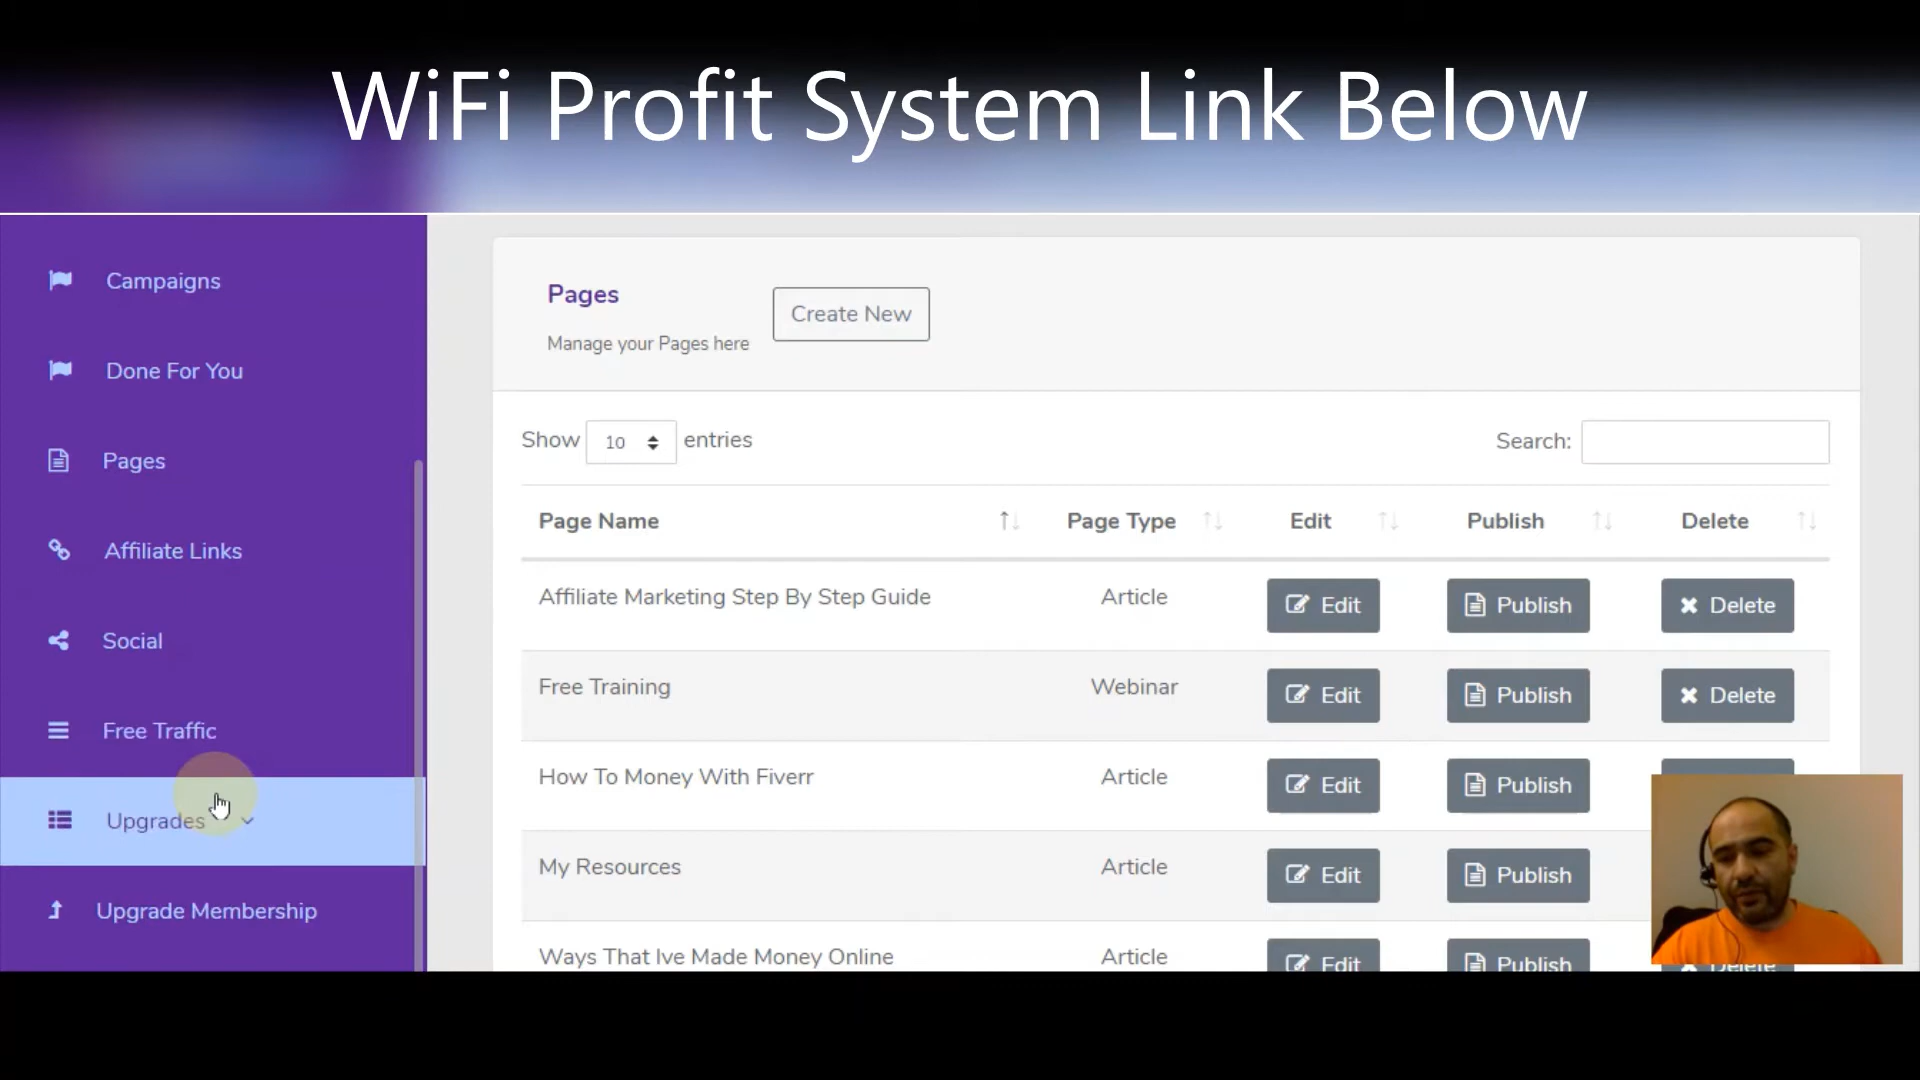 WiFi Profit System Link Below
Campaigns
Done For You
Pages
Affiliate Links
Social
Free Traffic
Upgrades
Upgrade Membership
Pages
Create New
Manage your Pages here
Show 10 entries
Search:
Page Name Page Type Edit Publish Delete
Affiliate Marketing Step By Step Guide Article Edit Publish Delete
Free Training Webinar Edit Publish Delete
How To Money With Fiverr Article Edit Publish
My Resources Article Edit Publish
Ways That Ive Made Money Online Article Edit Publish Delete